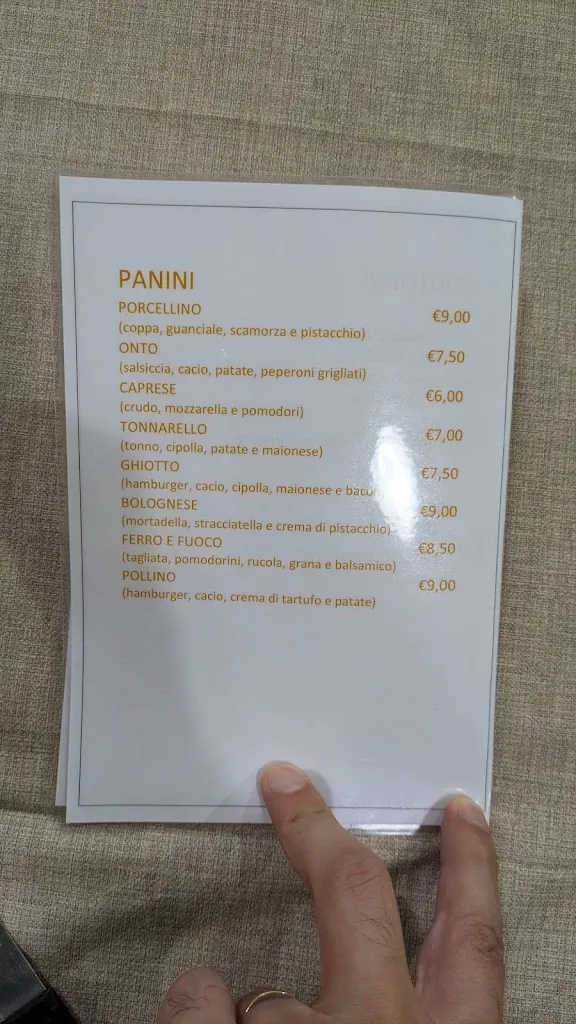 PANINI
PORCELLINO €9,00
(coppa, guanciale, scamorza e pistacchio)
ONTO €7,50
(salsiccia, cacio, patate, peperoni grigliati)
CAPRESE €6,00
(crudo, mozzarella e pomodori)
TONNARELLO €7,00
(tonno, cipolla, patate e maionese)
GHIOTTO €7,50
(hamburger, cacio, cipolla, maionese e bacon)
BOLOGNESE €9,00
(mortadella, stracciatella e crema di pistacchio)
FERRO E FUOCO €8,50
(tagliata, pomodorini, rucola, grana e balsamico)
POLLINO €9,00
(hamburger, cacio, crema di tartufo e patate)